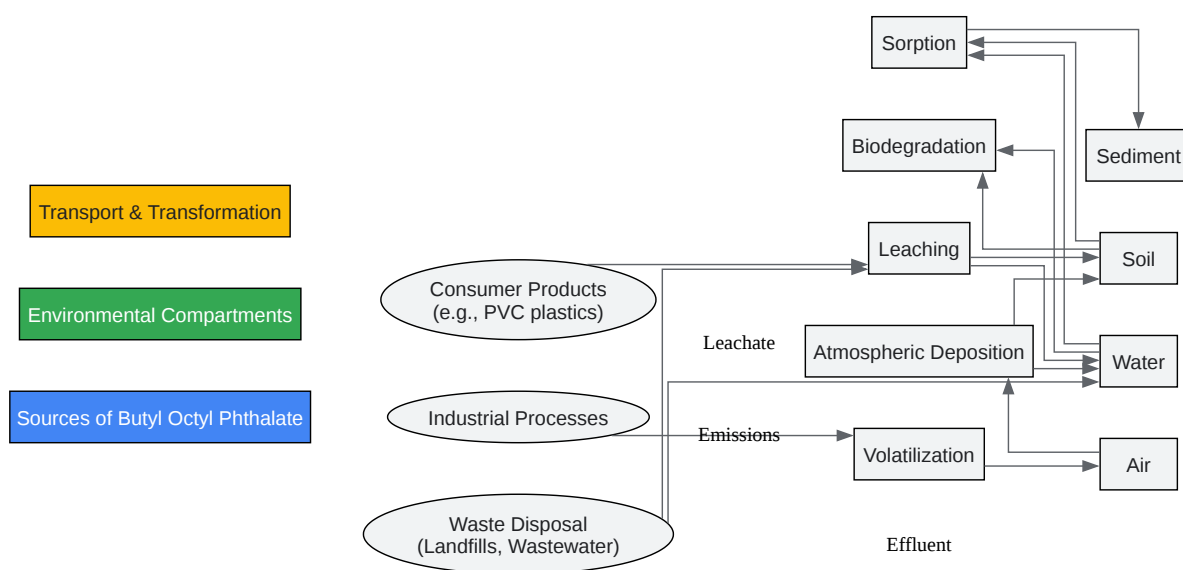 Transport & Transformation
Environmental Compartments
Sources of Butyl Octyl Phthalate
Consumer Products
(e.g., PVC plastics)
Industrial Processes
Waste Disposal
(Landfills, Wastewater)
Leachate
Emissions
Effluent
Sorption
Biodegradation
Leaching
Atmospheric Deposition
Volatilization
Sediment
Soil
Water
Air